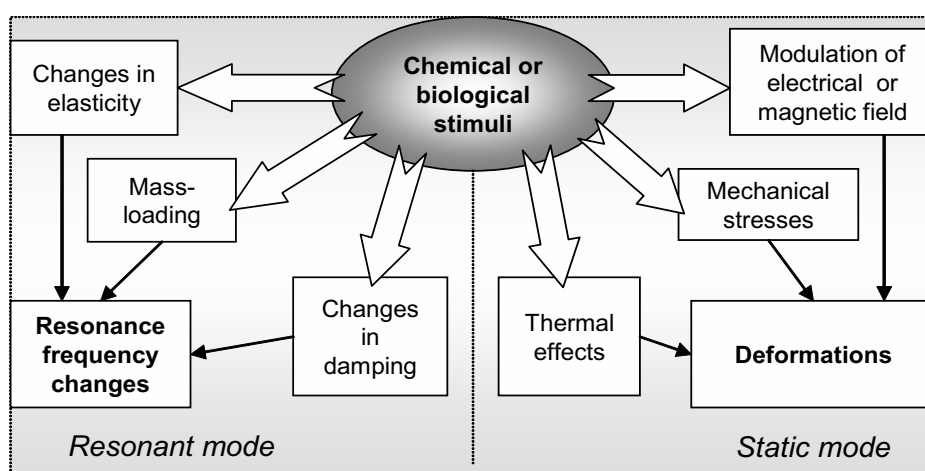 Chemical or
biological
stimuli
Changes in
elasticity
Modulation of
electrical or
magnetic field
Mass-
loading
Mechanical
stresses
Changes
in
damping
Thermal
effects
Resonance
frequency
changes
Deformations
Resonant mode
Static mode